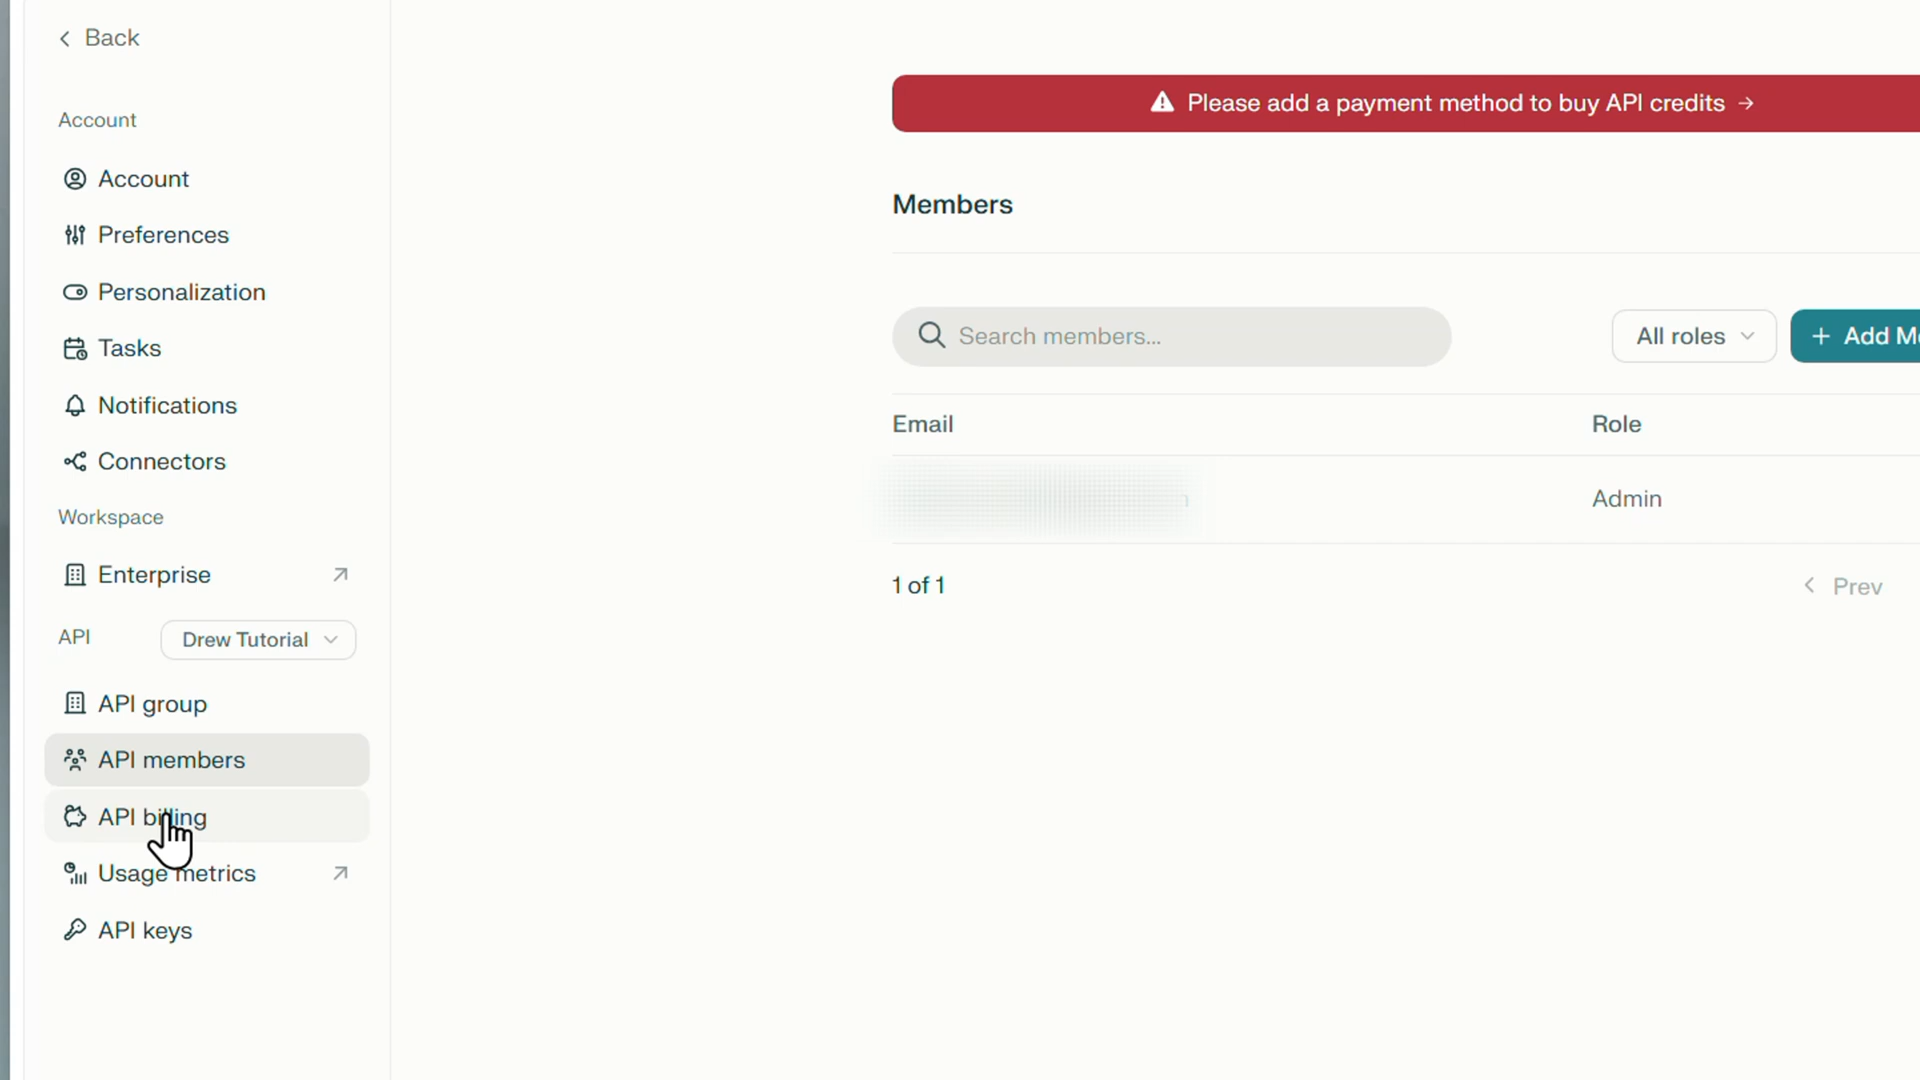 Back
Account
Account
Preferences
Personalization
Tasks
Notifications
Connectors
Workspace
Enterprise
API
Drew Tutorial
API group
API members
API billing
Usage metrics
API keys
Please add a payment method to buy API credits →
Members
Search members...
All roles
+ Add M
Email
Role
Admin
1 of 1
Prev